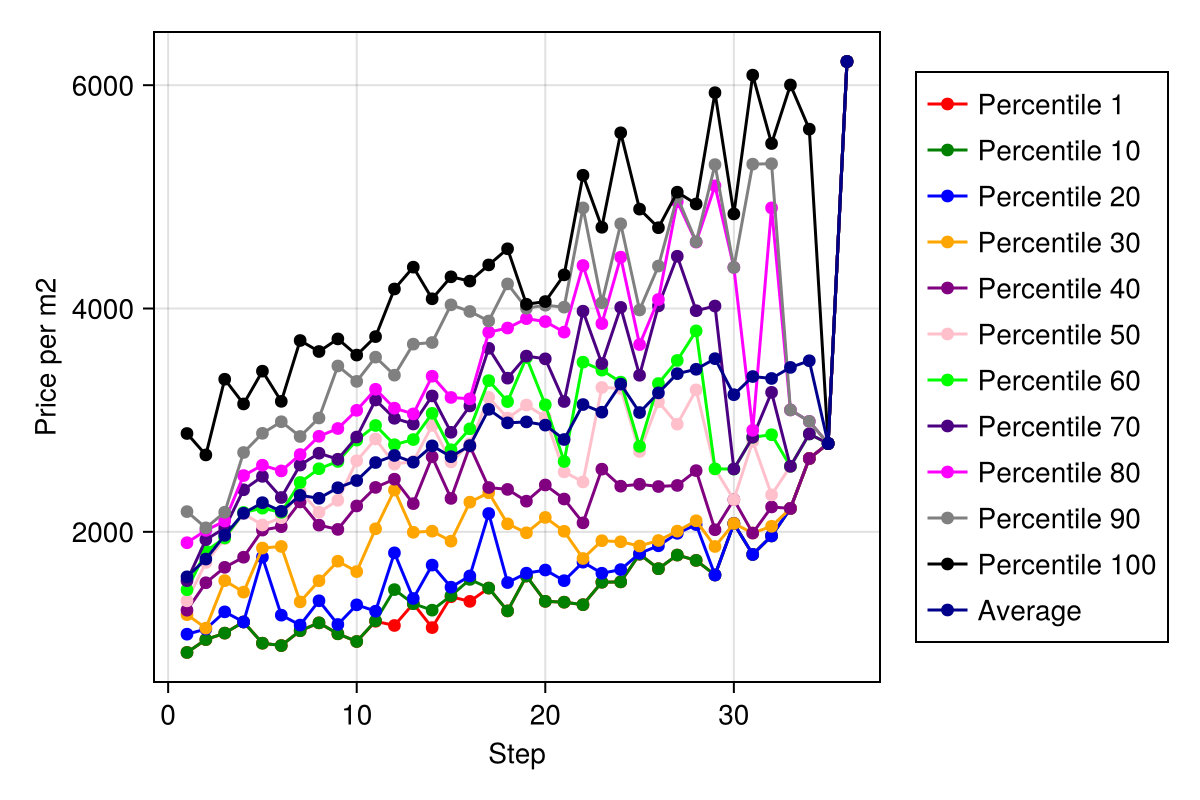 6000
4000
2000
Price per m2
0 10 20 30
Step
Percentile 1
Percentile 10
Percentile 20
Percentile 30
Percentile 40
Percentile 50
Percentile 60
Percentile 70
Percentile 80
Percentile 90
Percentile 100
Average